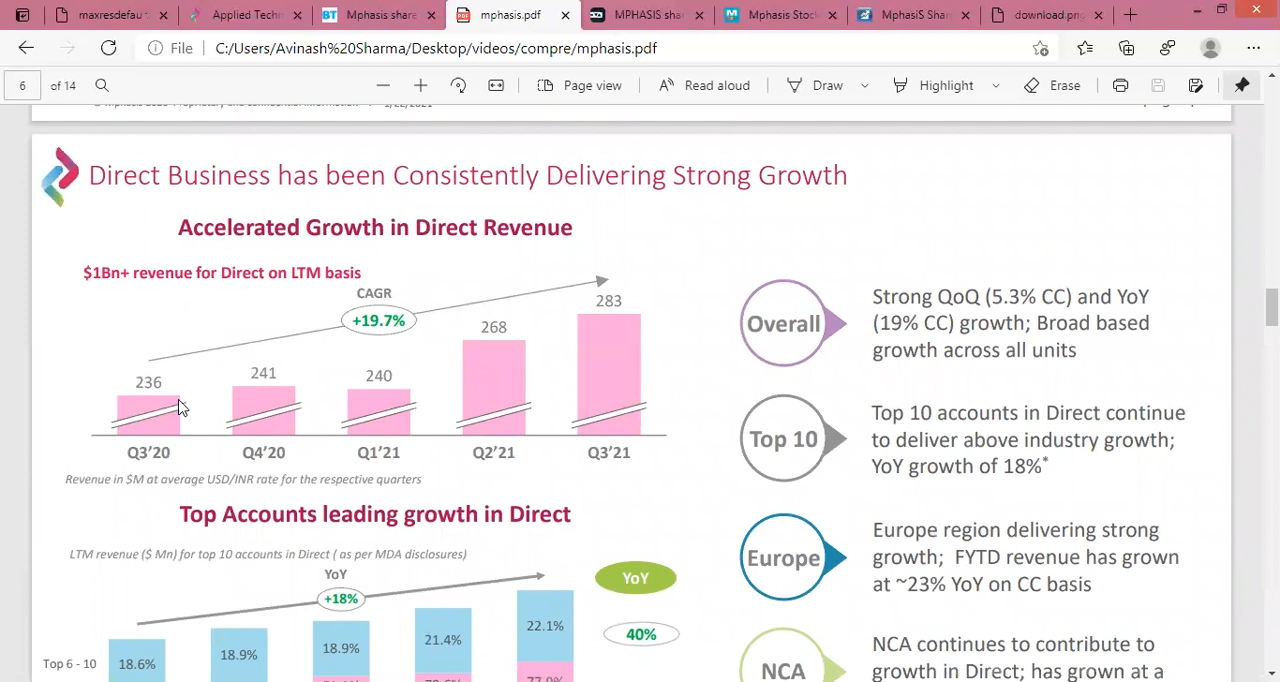 maxresdefau
Applied Techn
Mphasis share
mphasis.pdf
MPHASIS shar
Mphasis Stock
MphasiS Shar
download.png
File
C:/Users/Avinash%20Sharma/Desktop/videos/compre/mphasis.pdf
6 of 14
Page view
Read aloud
Draw
Highlight
Erase
Direct Business has been Consistently Delivering Strong Growth
Accelerated Growth in Direct Revenue
$1Bn+ revenue for Direct on LTM basis
CAGR
+19.7%
236
241
240
268
283
Q3'20
Q4'20
Q1'21
Q2'21
Q3'21
Revenue in $M at average USD/INR rate for the respective quarters
Top Accounts leading growth in Direct
LTM revenue ($ Mn) for top 10 accounts in Direct ( as per MDA disclosures)
YoY
+18%
YoY
40%
Top 6 - 10
18.6%
18.9%
18.9%
21.4%
22.1%
Overall
Strong QoQ (5.3% CC) and YoY
(19% CC) growth; Broad based
growth across all units
Top 10
Top 10 accounts in Direct continue
to deliver above industry growth;
YoY growth of 18%*
Europe
Europe region delivering strong
growth; FYTD revenue has grown
at ~23% YoY on CC basis
NCA
NCA continues to contribute to
growth in Direct; has grown at a